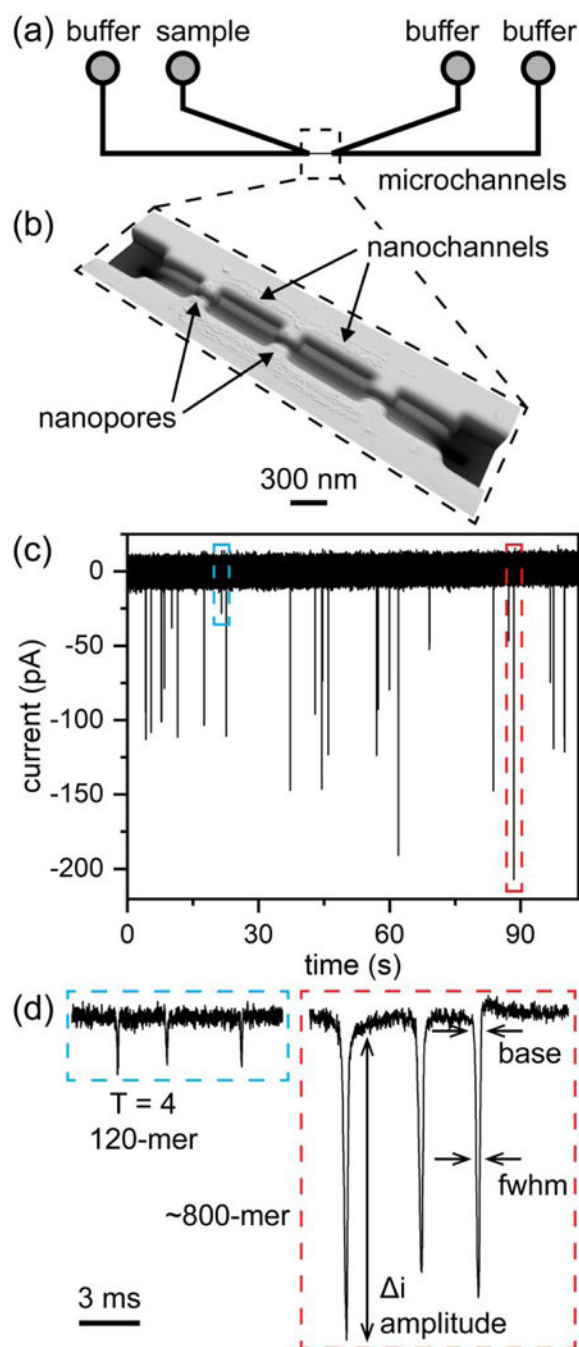 (a)
buffer sample buffer buffer
microchannels
(b)
nanochannels
nanopores
300 nm
(c)
0
-50
-100
-150
-200
current (pA)
0 30 60 90
time (s)
(d)
base
T = 4
120-mer
fwhm
~800-mer
Δi
3 ms
amplitude